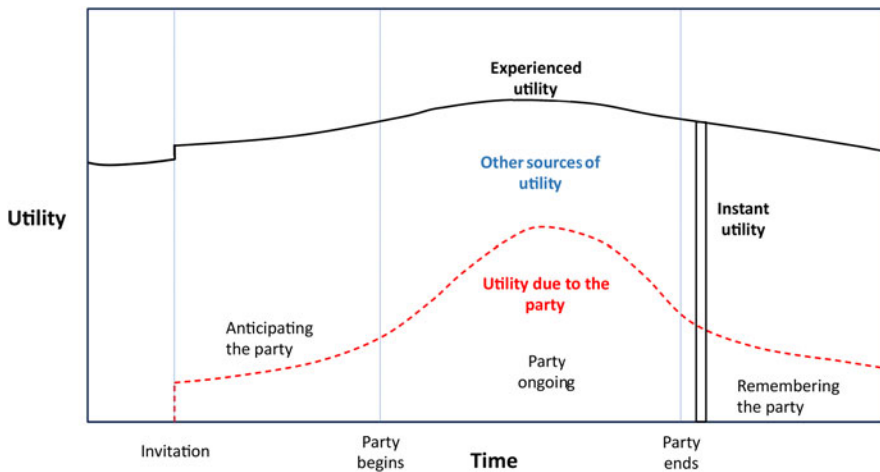 Experienced
utility
Other sources of
utility
Utility
Instant
utility
Utility due to the
party
Anticipating
the party
Party
ongoing
Remembering
the party
Invitation
Party
begins
Time
Party
ends